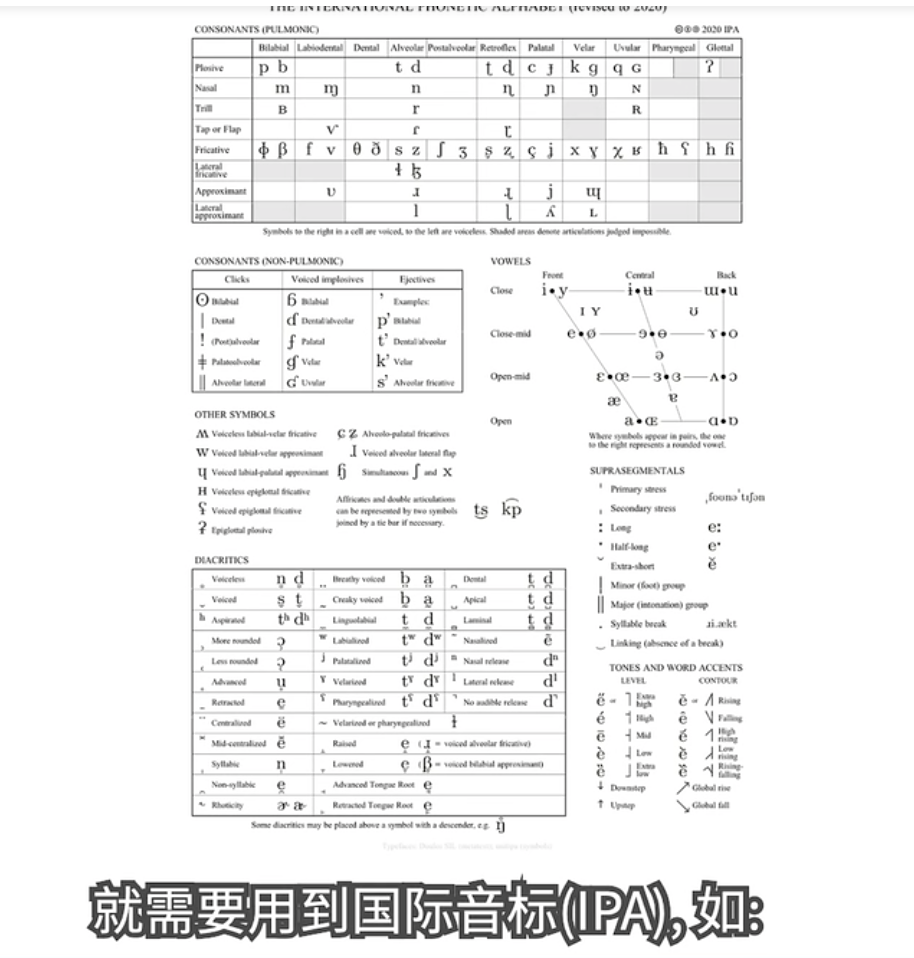 THE INTERNATIONAL PHONETIC ALPHABET (revised to 2020)
CONSONANTS (PULMONIC) 2020 IPA
Bilabial Labiodental Dental Alveolar Postalveolar Retroflex Palatal Velar Uvular Pharyngeal Glottal
Plosive p b t d ʈ ɖ c ɟ k ɡ q ɢ ʔ
Nasal m ɱ n ɳ ɲ ŋ ɴ
Trill ʙ r ʀ
Tap or Flap ⱱ ɾ ɽ
Fricative ɸ β f v θ ð s z ʃ ʒ ʂ ʐ ç ʝ x ɣ χ ʁ ħ ʕ h ɦ
Lateral fricative ɬ ɮ
Approximant ʋ ɹ ɻ j ɰ
Lateral approximant l ɭ ʎ ʟ
Symbols to the right in a cell are voiced, to the left are voiceless. Shaded areas denote articulations judged impossible.
CONSONANTS (NON-PULMONIC)
Clicks Voiced implosives Ejectives
ʘ Bilabial ɓ Bilabial ʼ Examples:
ǀ Dental ɗ Dental/alveolar pʼ Bilabial
ǃ (Post)alveolar ʄ Palatal tʼ Dental/alveolar
ǂ Palatoalveolar ɠ Velar kʼ Velar
ǁ Alveolar lateral ʛ Uvular sʼ Alveolar fricative
VOWELS
Front Central Back
Close i y ɨ ʉ ɯ u
ɪ ʏ ʊ
Close-mid e ø ɘ ɵ ɤ o
ə
Open-mid ɛ œ ɜ ɞ ʌ ɔ
æ ɐ
Open a ɶ ɑ ɒ
Where symbols appear in pairs, the one
to the right represents a rounded vowel.
OTHER SYMBOLS
ʍ Voiceless labial-velar fricative ɕ ʑ Alveolo-palatal fricatives
w Voiced labial-velar approximant ɺ Voiced alveolar lateral flap
ɥ Voiced labial-palatal approximant ɧ Simultaneous ʃ and x
ʜ Voiceless epiglottal fricative
ʢ Voiced epiglottal fricative
ʡ Epiglottal plosive
Affricates and double articulations
can be represented by two symbols
joined by a tie bar if necessary.
t͜s k͡p
SUPRASEGMENTALS
ˈ Primary stress ˌfoʊnəˈtɪʃən
ˌ Secondary stress
ː Long eː
ˑ Half-long eˑ
˘ Extra-short ĕ
| Minor (foot) group
‖ Major (intonation) group
. Syllable break ɹi.ækt
‿ Linking (absence of a break)
DIACRITICS
̥ Voiceless n̥ d̥ ̤ Breathy voiced b̤ a̤ ̪ Dental t̪ d̪
̬ Voiced s̬ t̬ ̰ Creaky voiced b̰ a̰ ̺ Apical t̺ d̺
ʰ Aspirated tʰ dʰ ̼ Linguolabial t̼ d̼ ̻ Laminal t̻ d̻
̹ More rounded ɔ̹ ʷ Labialized tʷ dʷ ̃ Nasalized ẽ
̜ Less rounded ɔ̜ ʲ Palatalized tʲ dʲ ⁿ Nasal release dⁿ
̟ Advanced u̟ ˠ Velarized tˠ dˠ ˡ Lateral release dˡ
̠ Retracted e̠ ˤ Pharyngealized tˤ dˤ ̚ No audible release d̚
̈ Centralized ë ̴ Velarized or pharyngealized ɫ
̽ Mid-centralized e̽ ̝ Raised e̝ (ɹ̝ = voiced alveolar fricative)
̩ Syllabic n̩ ̞ Lowered e̞ (β̞ = voiced bilabial approximant)
̯ Non-syllabic e̯ ̘ Advanced Tongue Root e̘
˞ Rhoticity ɚ a˞ ̙ Retracted Tongue Root e̙
Some diacritics may be placed above a symbol with a descender, e.g. ŋ̊
TONES AND WORD ACCENTS
LEVEL CONTOUR
e̋ or ˥ Extra high ě or ˩˥ Rising
é ˦ High ê ˥˩ Falling
ē ˧ Mid e᷄ ˦˥ High rising
è ˨ Low e᷅ ˩˨ Low rising
ȅ ˩ Extra low e᷈ ˧˦˧ Rising-falling
ꜜ Downstep ↗ Global rise
ꜛ Upstep ↘ Global fall
就需要用到国际音标(IPA),如: